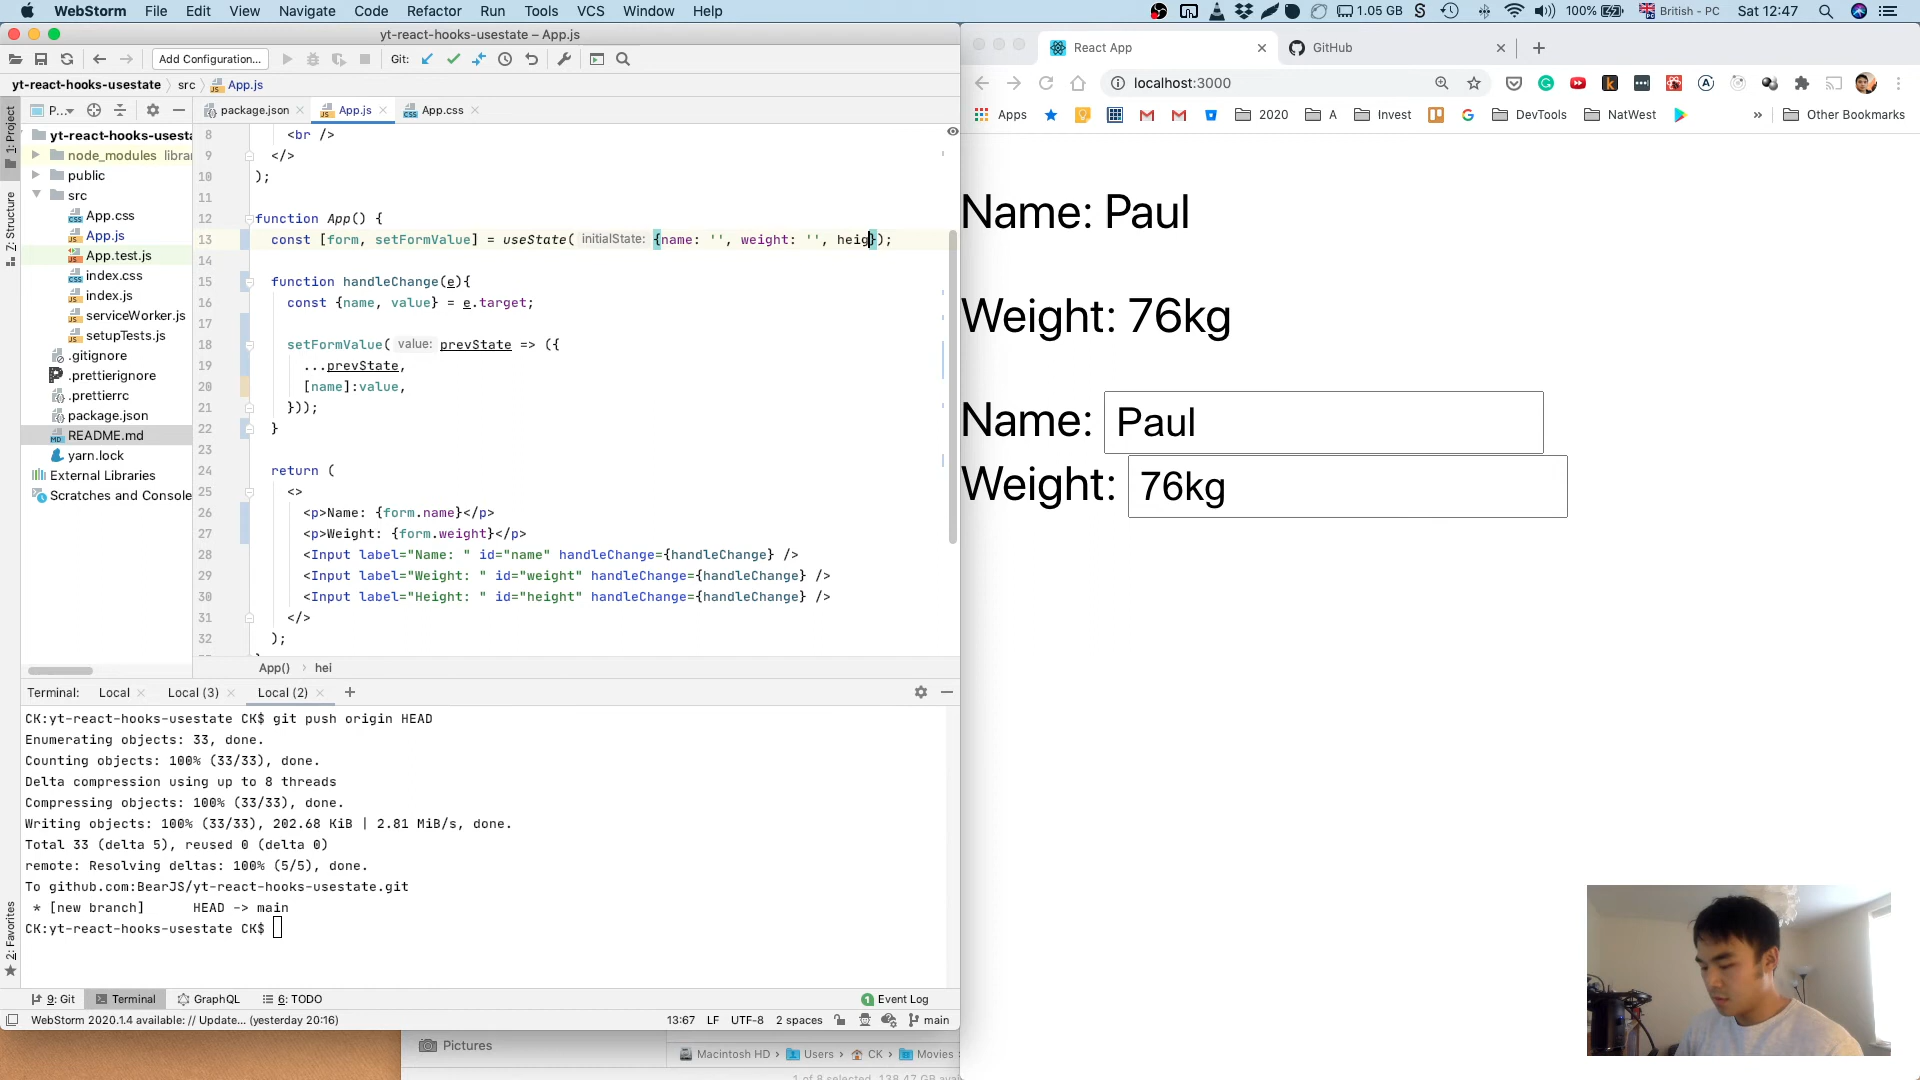 WebStorm File Edit View Navigate Code Refactor Run Tools VCS Window Help
1.05 GB 100% British - PC Sat 12:47
yt-react-hooks-usestate – App.js
Add Configuration... Git:
yt-react-hooks-usestate src App.js
P... package.json App.js App.css
1: Project
Z: Structure
2: Favorites
yt-react-hooks-usesta
node_modules librar
public
src
App.css
App.js
App.test.js
index.css
index.js
serviceWorker.js
setupTests.js
.gitignore
.prettierignore
.prettierrc
package.json
README.md
yarn.lock
External Libraries
Scratches and Console
8 <br />
9 </>
10 );
11
12 function App() {
13 const [form, setFormValue] = useState( initialState: {name: '', weight: '', heig});
14
15 function handleChange(e){
16 const {name, value} = e.target;
17
18 setFormValue( value: prevState => ({
19 ...prevState,
20 [name]:value,
21 }));
22 }
23
24 return (
25 <>
26 <p>Name: {form.name}</p>
27 <p>Weight: {form.weight}</p>
28 <Input label="Name: " id="name" handleChange={handleChange} />
29 <Input label="Weight: " id="weight" handleChange={handleChange} />
30 <Input label="Height: " id="height" handleChange={handleChange} />
31 </>
32 );
App() hei
Terminal: Local Local (3) Local (2)
CK:yt-react-hooks-usestate CK$ git push origin HEAD
Enumerating objects: 33, done.
Counting objects: 100% (33/33), done.
Delta compression using up to 8 threads
Compressing objects: 100% (33/33), done.
Writing objects: 100% (33/33), 202.68 KiB | 2.81 MiB/s, done.
Total 33 (delta 5), reused 0 (delta 0)
remote: Resolving deltas: 100% (5/5), done.
To github.com:BearJS/yt-react-hooks-usestate.git
* [new branch] HEAD -> main
CK:yt-react-hooks-usestate CK$
9: Git Terminal GraphQL 6: TODO 1 Event Log
WebStorm 2020.1.4 available: // Update... (yesterday 20:16) 13:67 LF UTF-8 2 spaces main
Pictures
Macintosh HD › Users › CK › Movies ›
React App GitHub
localhost:3000
Apps 2020 A Invest DevTools NatWest » Other Bookmarks
Name: Paul
Weight: 76kg
Name: Paul
Weight: 76kg